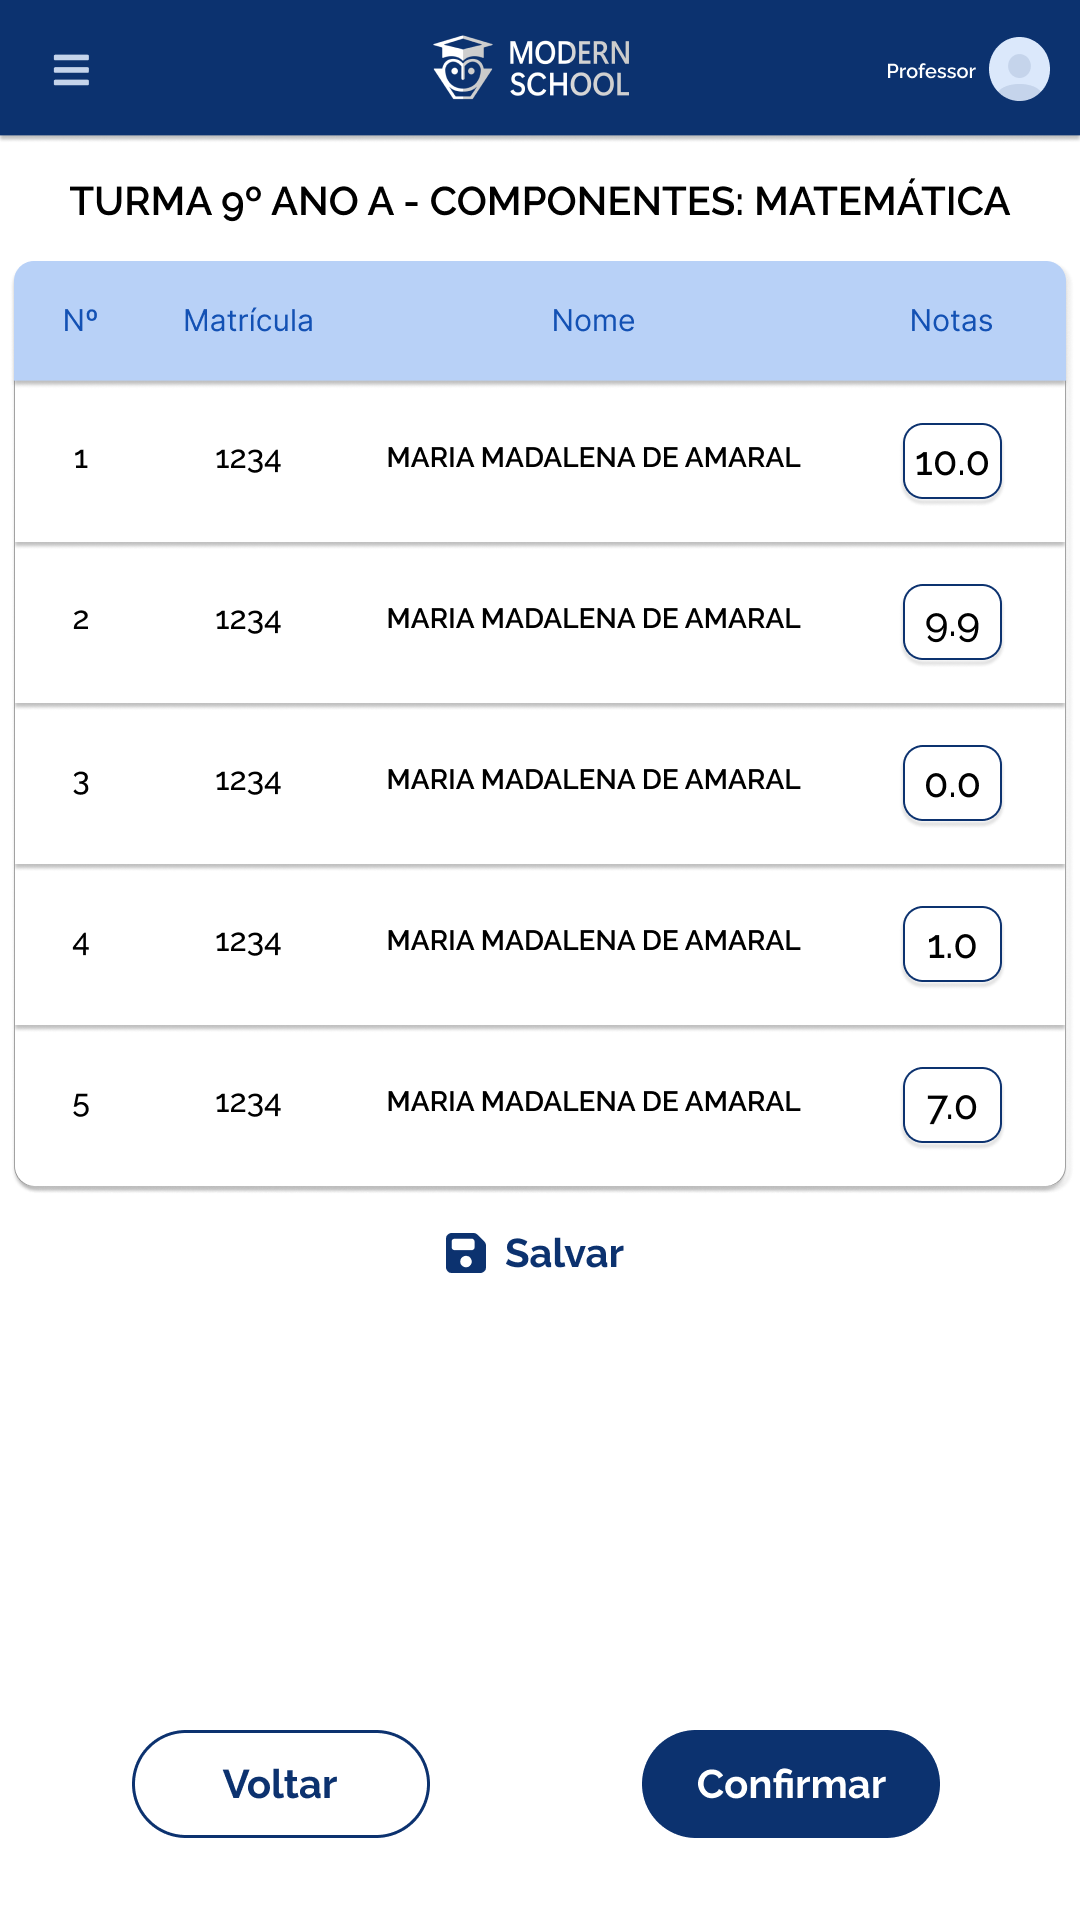 MODERN
SCHOOL
Professor
TURMA 9º ANO A - COMPONENTES: MATEMÁTICA
Nº Matrícula Nome Notas
1 1234 MARIA MADALENA DE AMARAL 10.0
2 1234 MARIA MADALENA DE AMARAL 9.9
3 1234 MARIA MADALENA DE AMARAL 0.0
4 1234 MARIA MADALENA DE AMARAL 1.0
5 1234 MARIA MADALENA DE AMARAL 7.0
Salvar
Voltar Confirmar